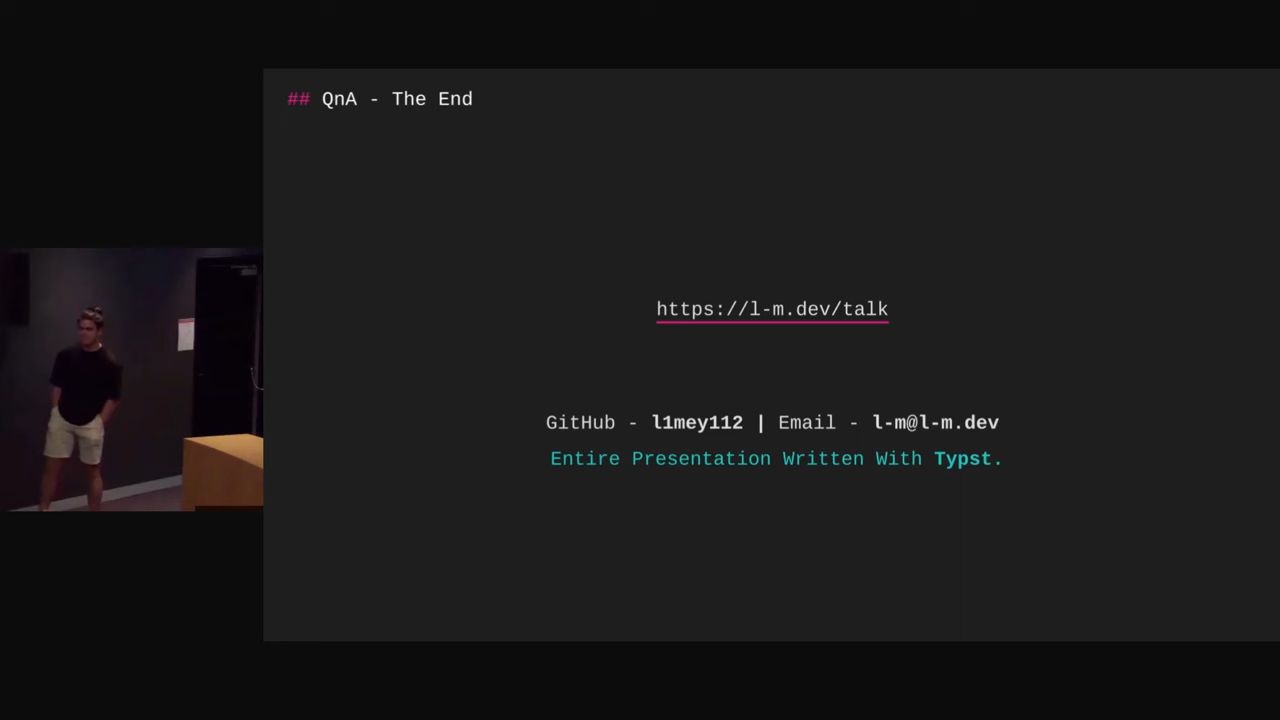 ## QnA - The End
https://l-m.dev/talk
GitHub - l1mey112 | Email - l-m@l-m.dev
Entire Presentation Written With Typst.